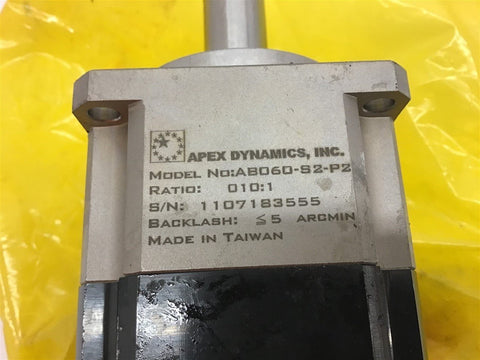 APEX DYNAMICS, INC.
MODEL NO:AB060-S2-P2
RATIO: 010:1
S/N: 1107183555
BACKLASH: ≦5 ARCMIN
MADE IN TAIWAN